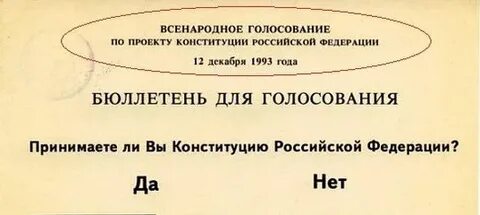 ВСЕНАРОДНОЕ ГОЛОСОВАНИЕ
ПО ПРОЕКТУ КОНСТИТУЦИИ РОССИЙСКОЙ ФЕДЕРАЦИИ
12 декабря 1993 года
БЮЛЛЕТЕНЬ ДЛЯ ГОЛОСОВАНИЯ
Принимаете ли Вы Конституцию Российской Федерации?
Да Нет